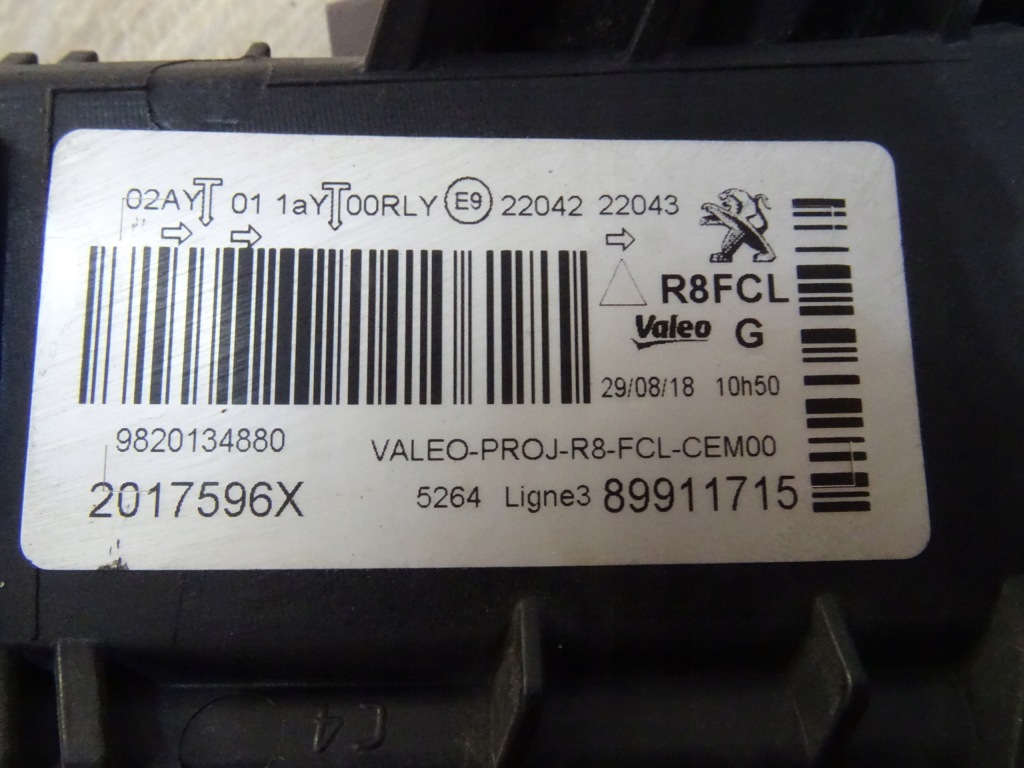 02AY 01 1aY 00RLY E9 22042 22043
R8FCL
Valeo G
29/08/18 10h50
9820134880
VALEO-PROJ-R8-FCL-CEM00
2017596X
5264 Ligne3 89911715
C4